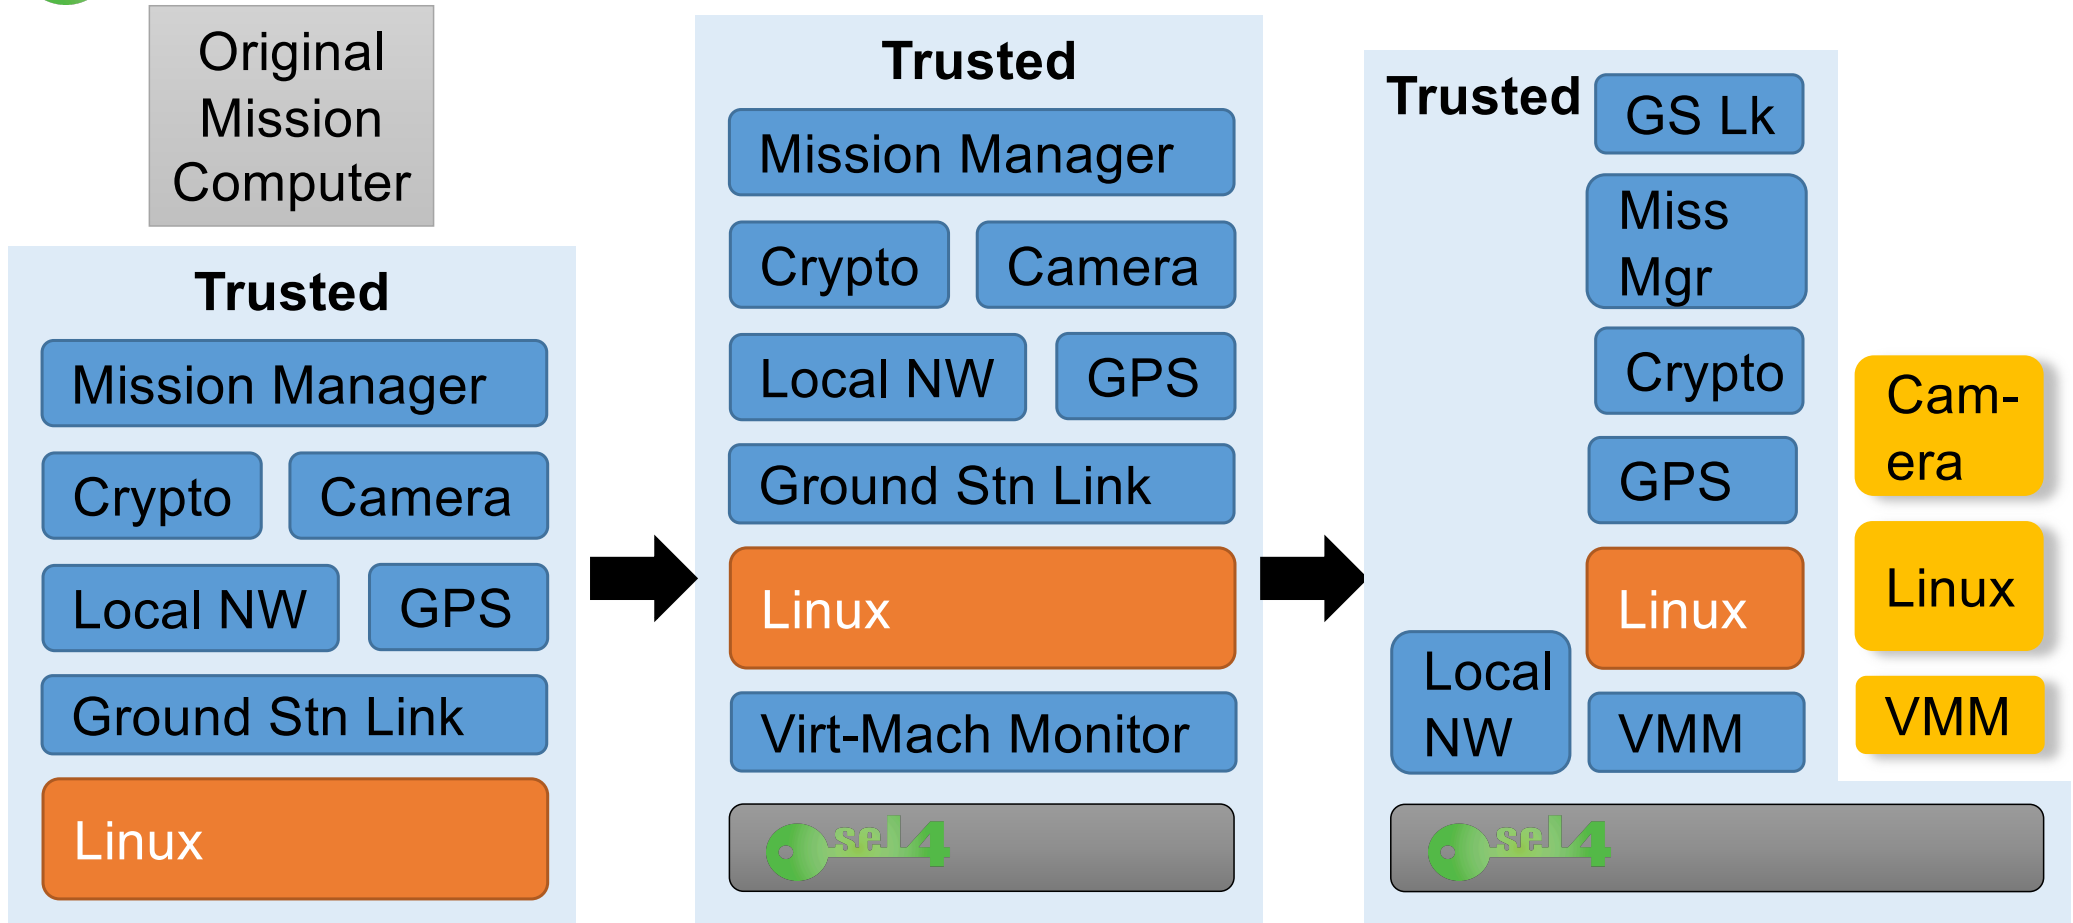 Original
Mission
Computer
Trusted
Mission Manager
Crypto
Camera
Local NW
GPS
Ground Stn Link
Linux
Trusted
Mission Manager
Crypto
Camera
Local NW
GPS
Ground Stn Link
Linux
Virt-Mach Monitor
seL4
Trusted
GS Lk
Miss
Mgr
Crypto
GPS
Linux
Local
NW
VMM
Cam-
era
Linux
VMM
seL4